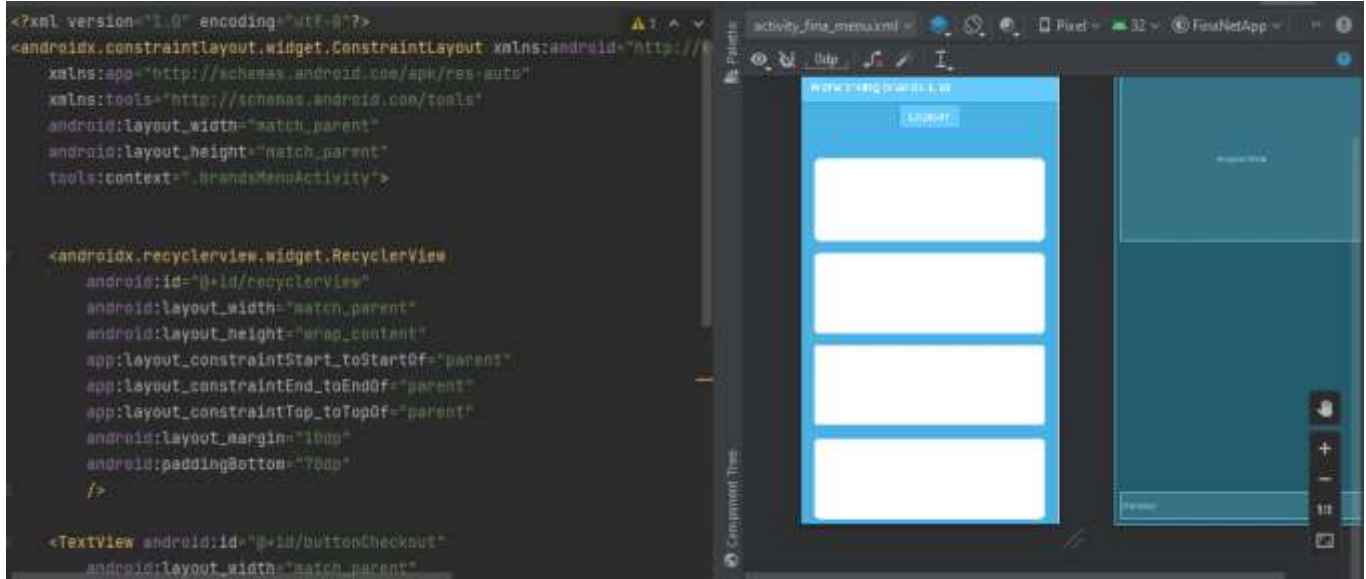 <?xml version="1.0" encoding="utf-8"?>
<androidx.constraintlayout.widget.ConstraintLayout xmlns:android="http://
xmlns:app="http://schemas.android.com/apk/res-auto"
xmlns:tools="http://schemas.android.com/tools"
android:layout_width="match_parent"
android:layout_height="match_parent"
tools:context=".brandsMenuActivity">
<androidx.recyclerview.widget.RecyclerView
android:id="@+id/recyclerView"
android:layout_width="match_parent"
android:layout_height="wrap_content"
app:layout_constraintStart_toStartOf="parent"
app:layout_constraintEnd_toEndOf="parent"
app:layout_constraintTop_toTopOf="parent"
android:layout_margin="10dp"
android:paddingBottom="70dp"
/>
<TextView android:id="@+id/buttonCheckout"
android:layout_width="match_parent"
1
Palette
Component Tree
activity_fina_menu.xml
Pixel
32
FinaNetApp
0dp
1:1